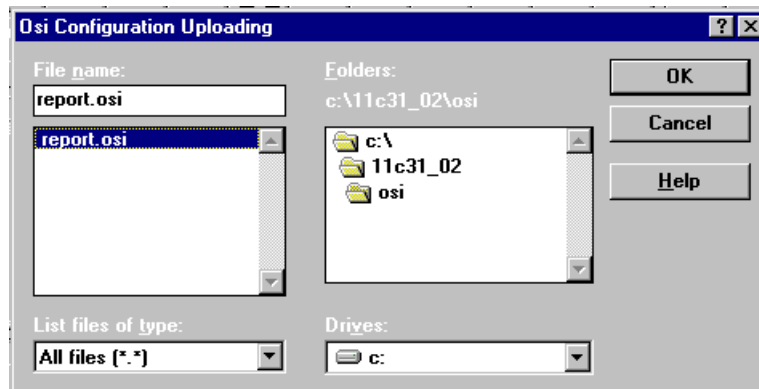 Osi Configuration Uploading
File name:
report.osi
report.osi
List files of type:
All files (*.*)
Folders:
c:\11c31_02\osi
c:\
11c31_02
osi
Drives:
c:
OK
Cancel
Help